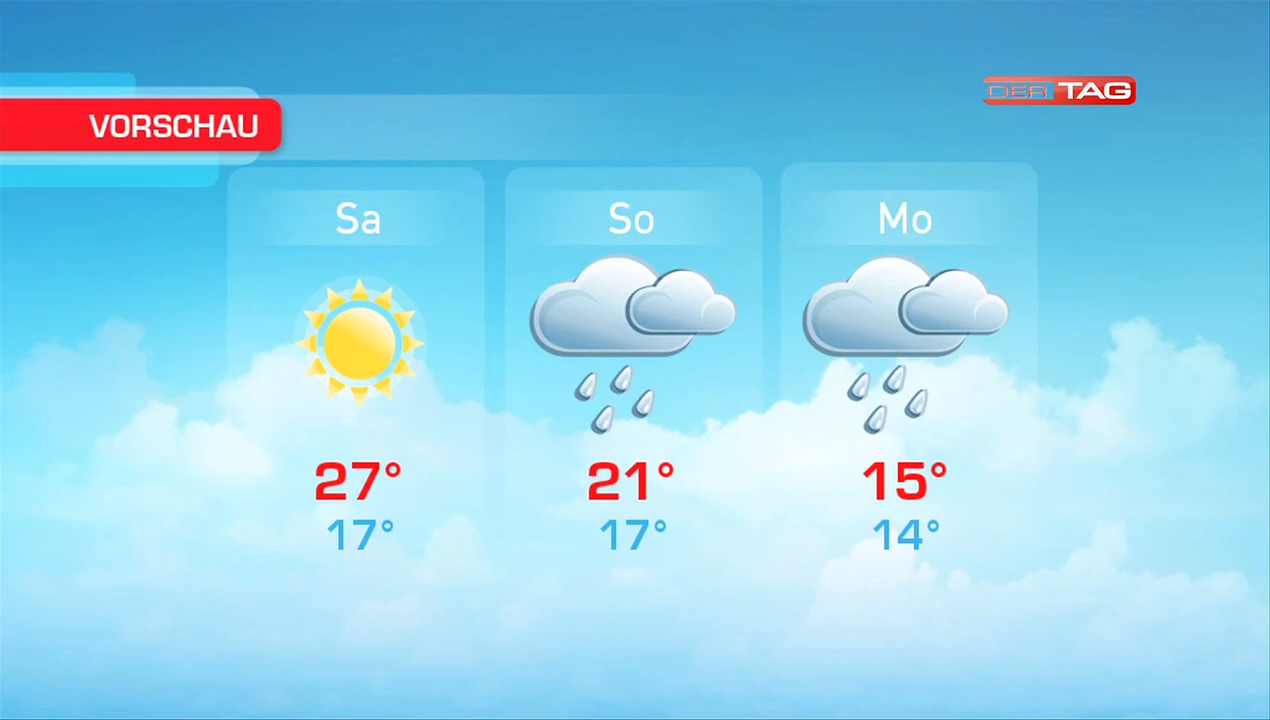 DER TAG
VORSCHAU
Sa So Mo
27° 21° 15°
17° 17° 14°